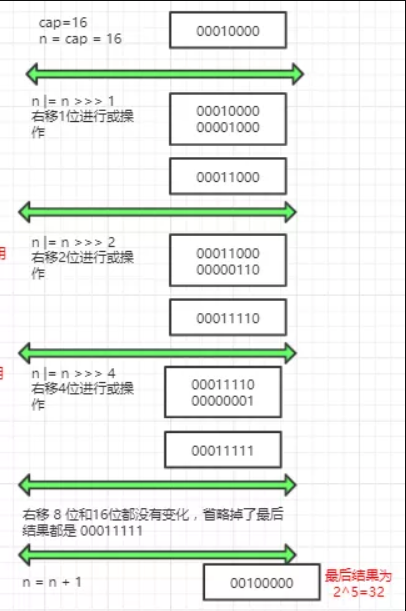 cap=16
n = cap = 16
00010000
n |= n >>> 1
右移1位进行或操
作
00010000
00001000
00011000
n |= n >>> 2
右移2位进行或操作
00011000
00000110
00011110
n |= n >>> 4
右移4位进行或操
作
00011110
00000001
00011111
右移 8 位和16位都没有变化，省略掉了最后
结果都是 00011111
n = n + 1
00100000
最后结果为
2^5=32